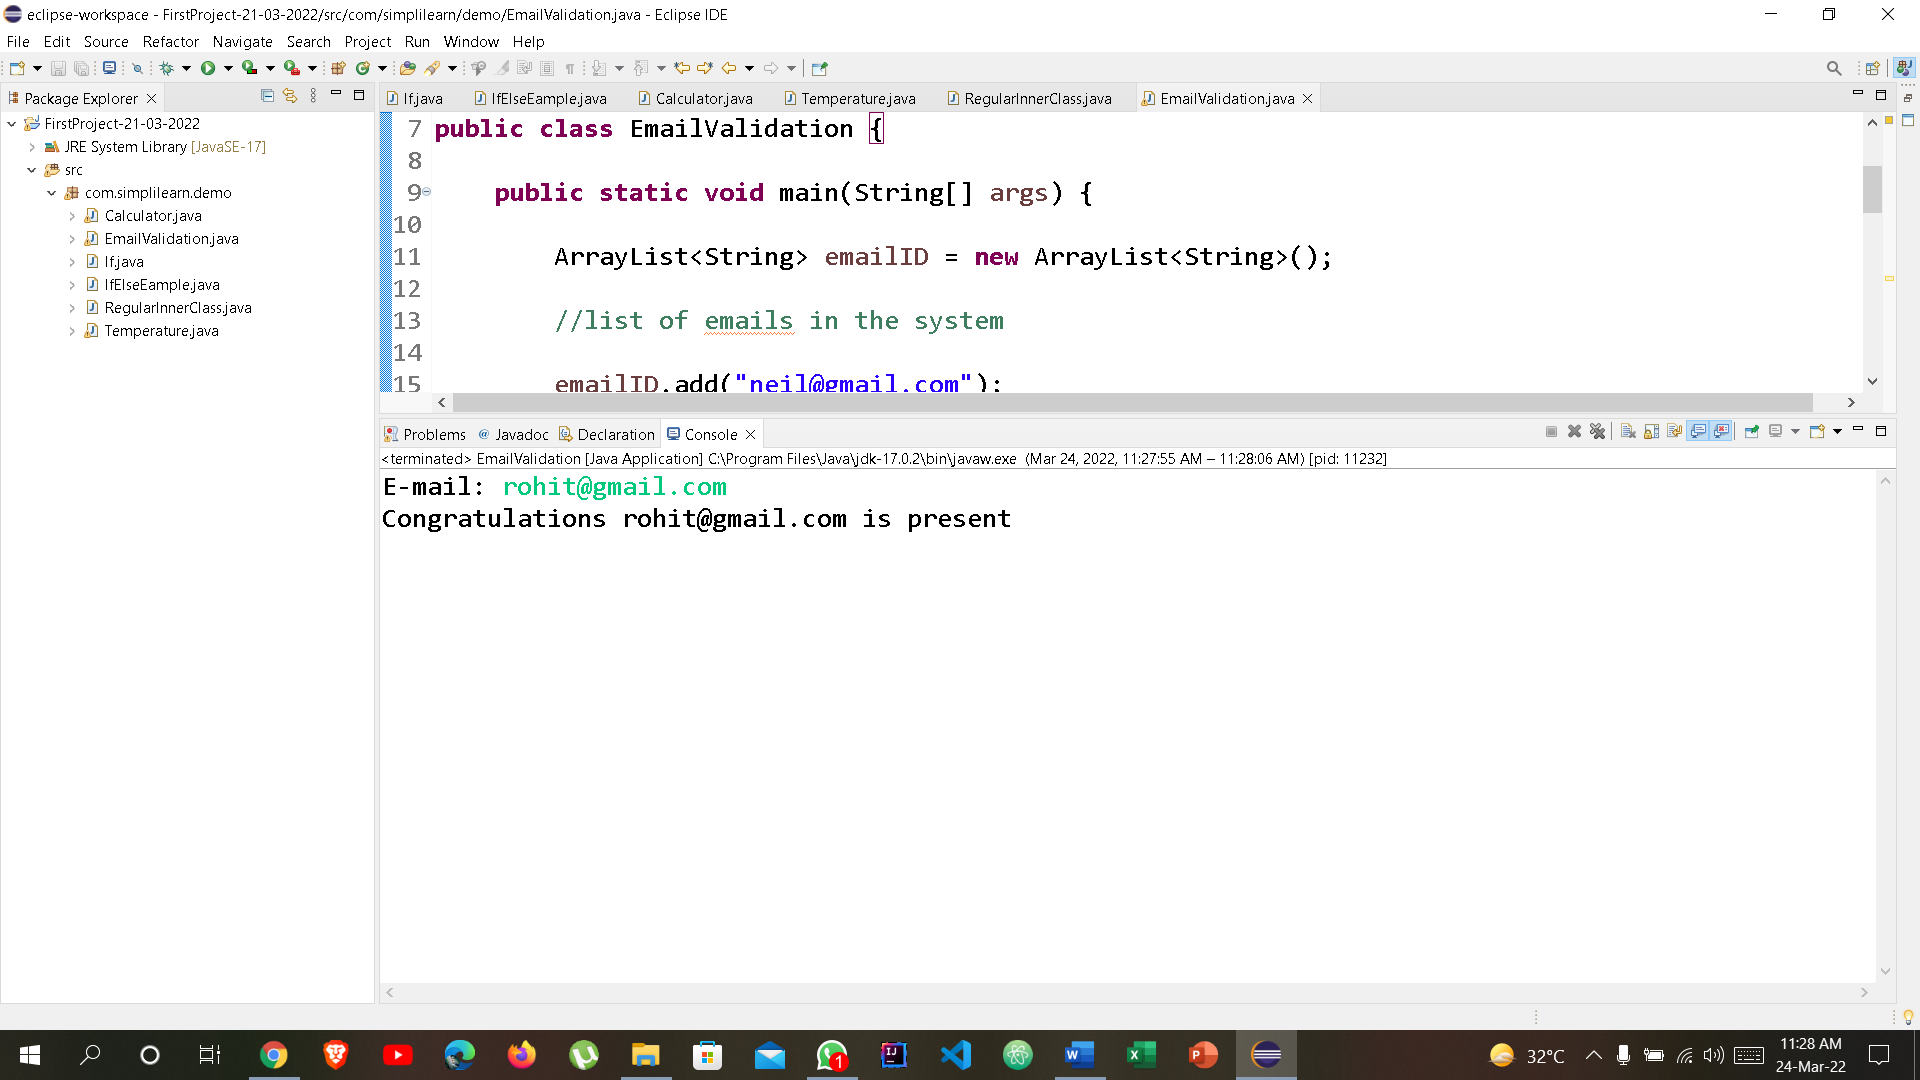 eclipse-workspace - FirstProject-21-03-2022/src/com/simplilearn/demo/EmailValidation.java - Eclipse IDE
File Edit Source Refactor Navigate Search Project Run Window Help
Package Explorer
If.java IfElseEample.java Calculator.java Temperature.java RegularInnerClass.java EmailValidation.java
FirstProject-21-03-2022
JRE System Library [JavaSE-17]
src
com.simplilearn.demo
Calculator.java
EmailValidation.java
If.java
IfElseEample.java
RegularInnerClass.java
Temperature.java
7 public class EmailValidation {
8
9 public static void main(String[] args) {
10
11 ArrayList<String> emailID = new ArrayList<String>();
12
13 //list of emails in the system
14
15 emailID.add("neil@gmail.com");
Problems @ Javadoc Declaration Console
<terminated> EmailValidation [Java Application] C:\Program Files\Java\jdk-17.0.2\bin\javaw.exe (Mar 24, 2022, 11:27:55 AM – 11:28:06 AM) [pid: 11232]
E-mail: rohit@gmail.com
Congratulations rohit@gmail.com is present
1
32°C
11:28 AM
24-Mar-22